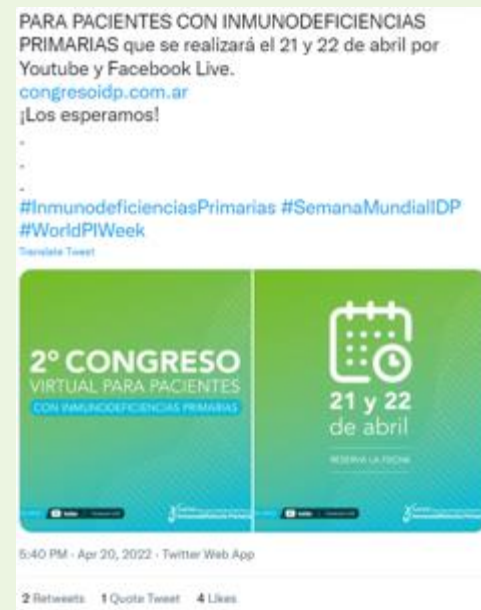 PARA PACIENTES CON INMUNODEFICIENCIAS
PRIMARIAS que se realizará el 21 y 22 de abril por
Youtube y Facebook Live.
congresoidp.com.ar
¡Los esperamos!
.
.
.
#InmunodeficienciasPrimarias #SemanaMundialIDP
#WorldPIWeek
Translate Tweet
2° CONGRESO
VIRTUAL PARA PACIENTES
CON INMUNODEFICIENCIAS PRIMARIAS
21 y 22
de abril
RESERVA LA FECHA
5:40 PM · Apr 20, 2022 · Twitter Web App
2 Retweets 1 Quote Tweet 4 Likes